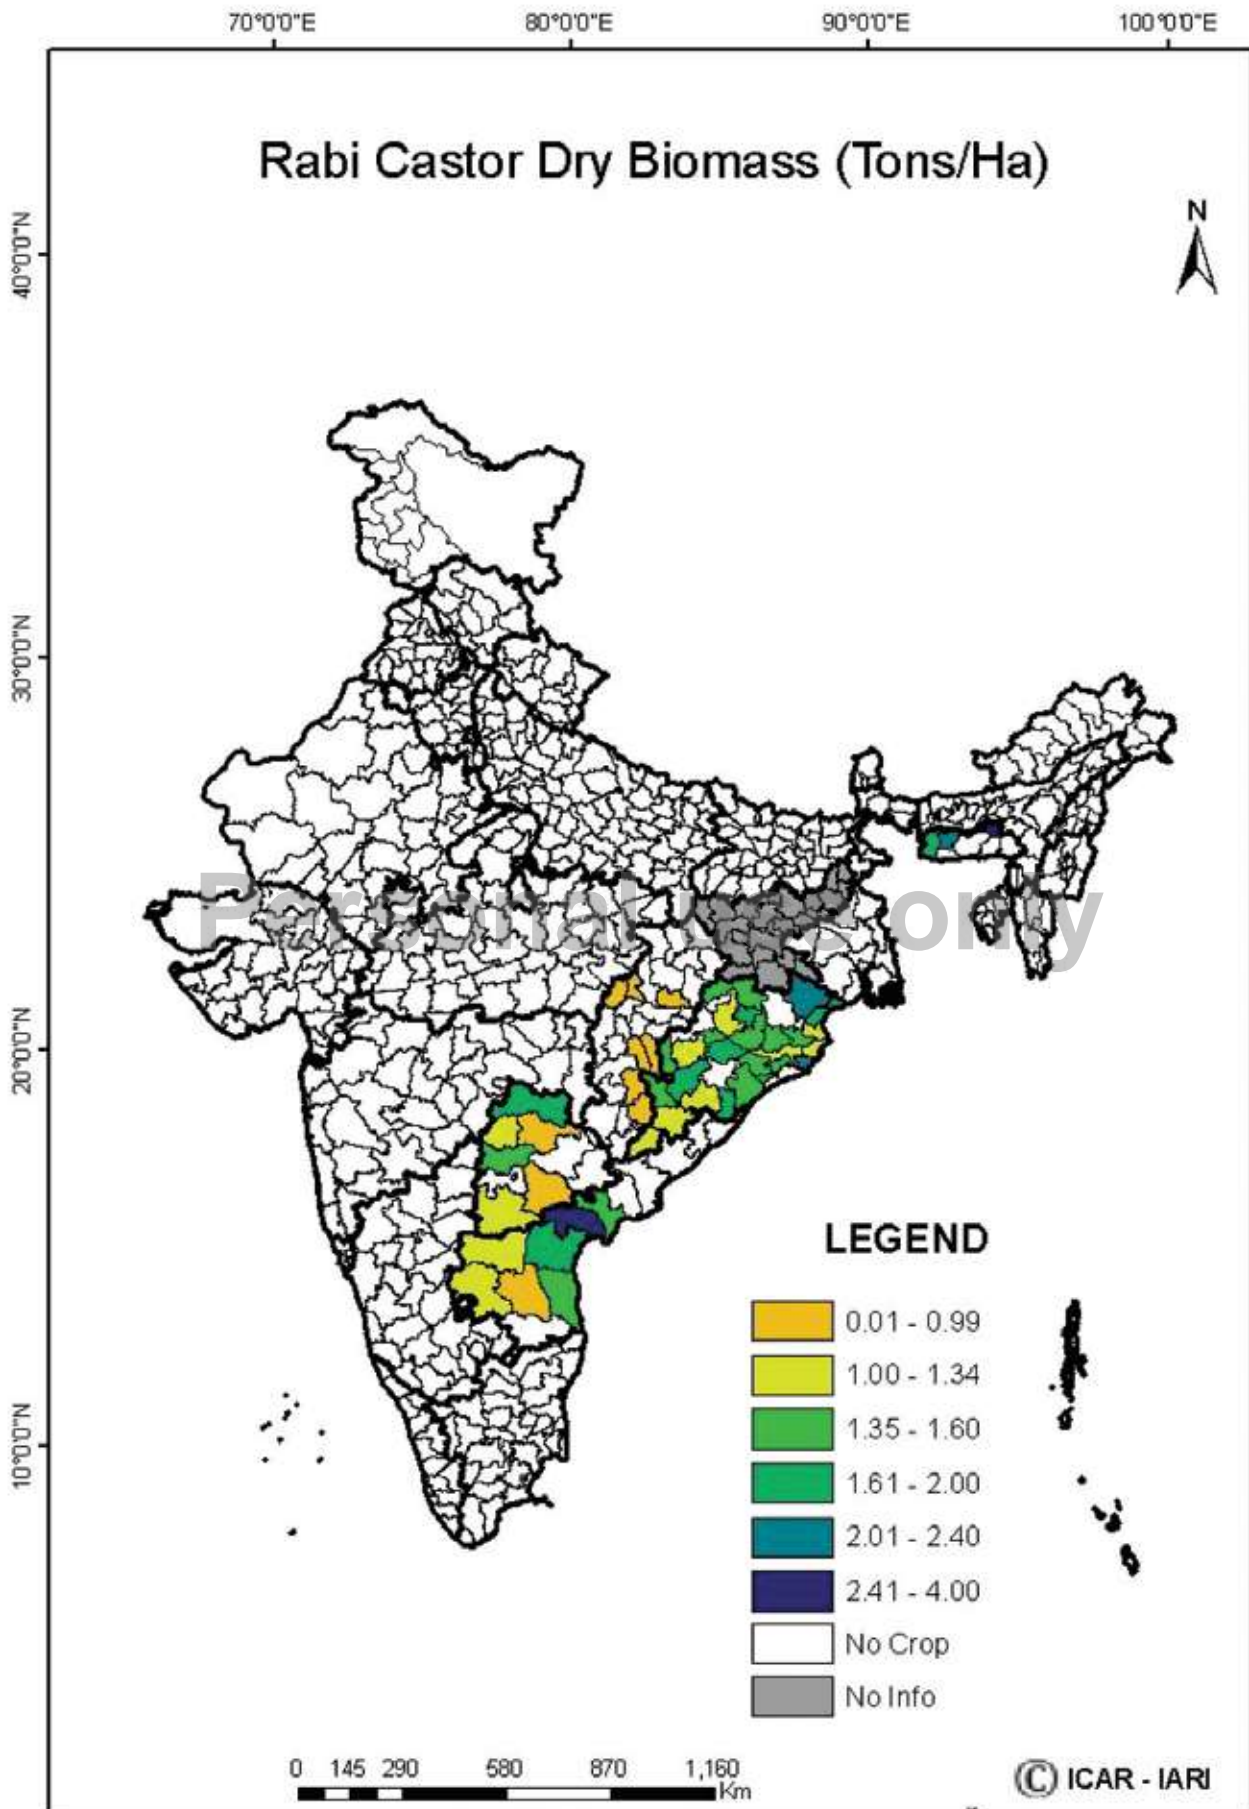 70°0'0"E 80°0'0"E 90°0'0"E 100°0'0"E
Rabi Castor Dry Biomass (Tons/Ha)
N
40°0'0"N
30°0'0"N
20°0'0"N
10°0'0"N
Personal use only
LEGEND
0.01 - 0.99
1.00 - 1.34
1.35 - 1.60
1.61 - 2.00
2.01 - 2.40
2.41 - 4.00
No Crop
No Info
0 145 290 580 870 1,160
Km
© ICAR - IARI